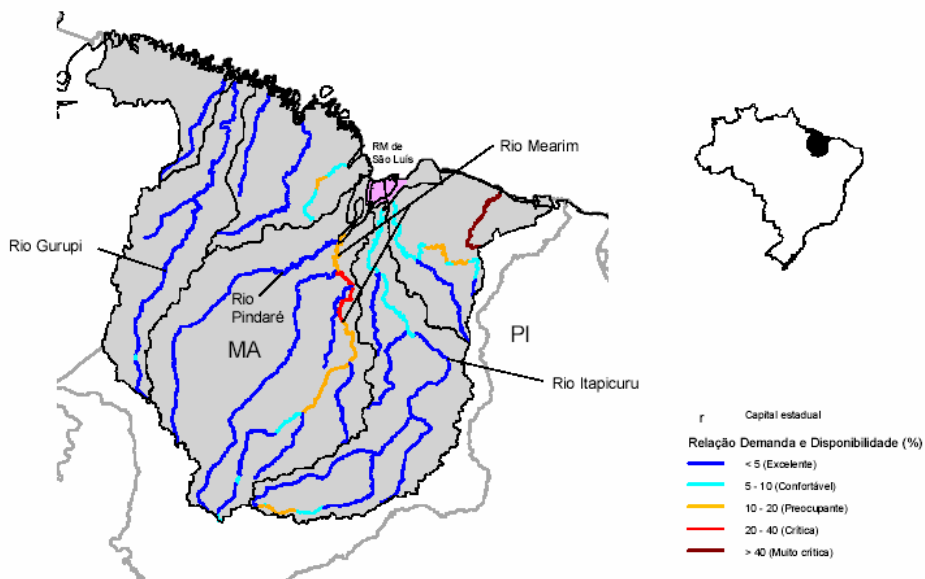 RM de
São Luís
Rio Mearim
Rio Gurupi
Rio
Pindaré
MA
PI
Rio Itapicuru
r Capital estadual
Relação Demanda e Disponibilidade (%)
< 5 (Excelente)
5 - 10 (Confortável)
10 - 20 (Preocupante)
20 - 40 (Crítica)
> 40 (Muito crítica)